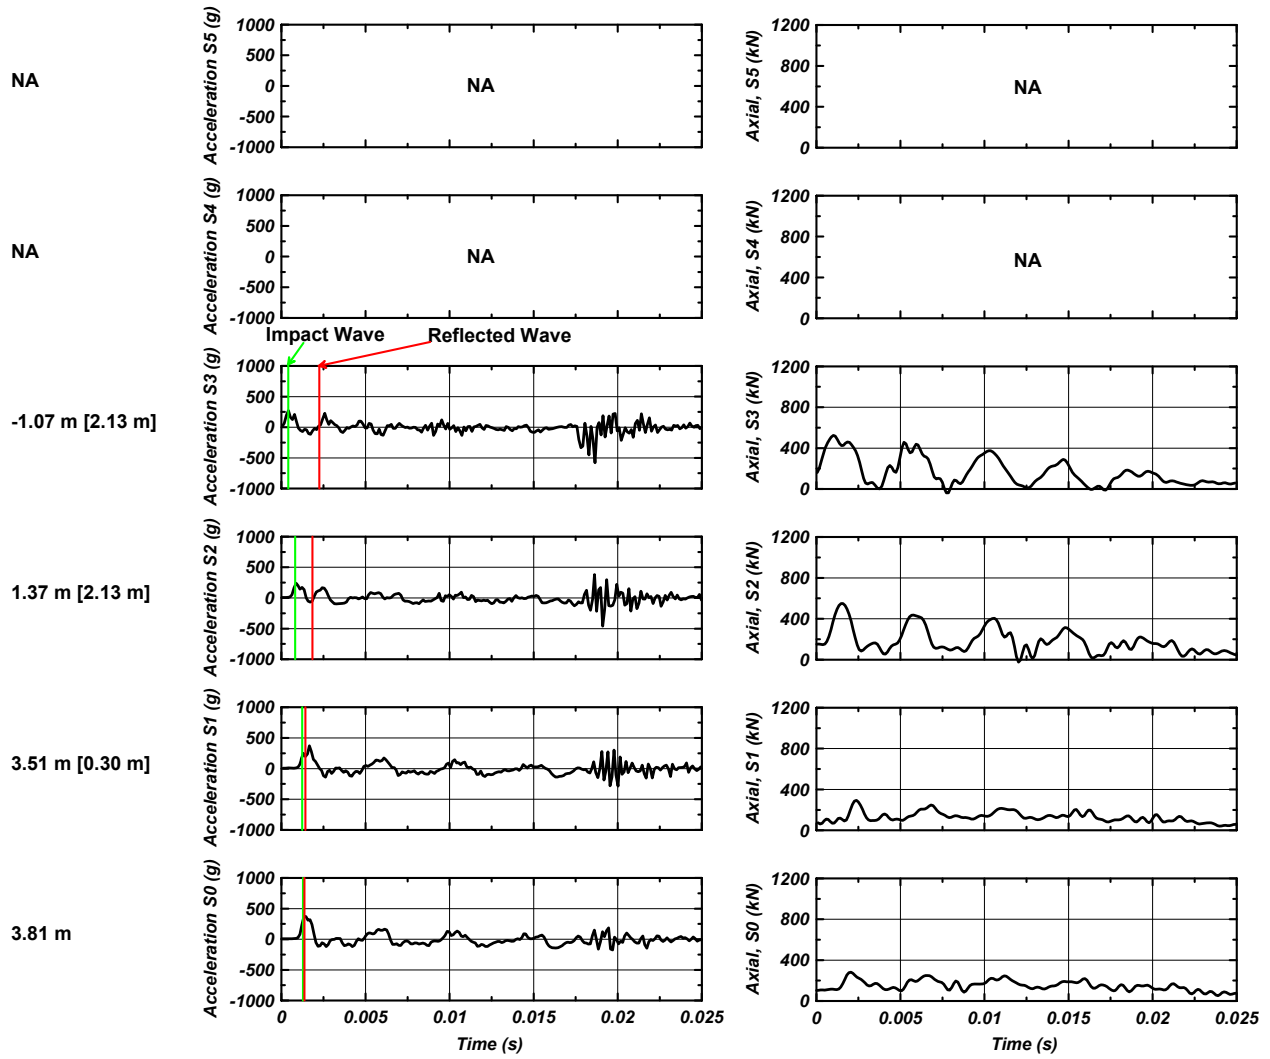 NA
Acceleration S5 (g)
1000
500
0
-500
-1000
NA
Axial, S5 (kN)
1200
800
400
0
NA
NA
Acceleration S4 (g)
1000
500
0
-500
-1000
NA
Axial, S4 (kN)
1200
800
400
0
NA
Impact Wave
Reflected Wave
-1.07 m [2.13 m]
Acceleration S3 (g)
1000
500
0
-500
-1000
Axial, S3 (kN)
1200
800
400
0
1.37 m [2.13 m]
Acceleration S2 (g)
1000
500
0
-500
-1000
Axial, S2 (kN)
1200
800
400
0
3.51 m [0.30 m]
Acceleration S1 (g)
1000
500
0
-500
-1000
Axial, S1 (kN)
1200
800
400
0
3.81 m
Acceleration S0 (g)
1000
500
0
-500
-1000
0 0.005 0.01 0.015 0.02 0.025
Time (s)
Axial, S0 (kN)
1200
800
400
0
0 0.005 0.01 0.015 0.02 0.025
Time (s)